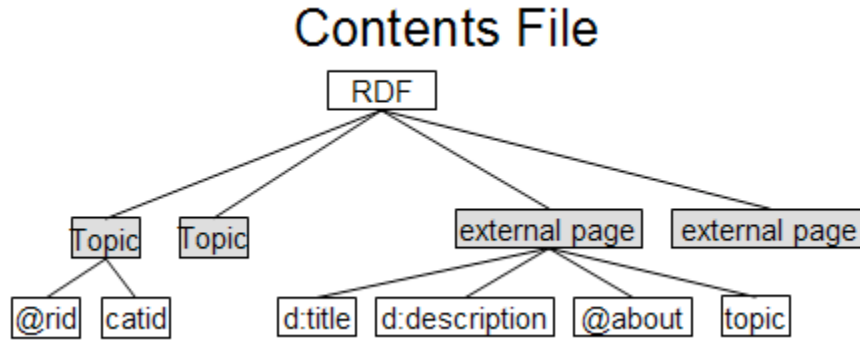 Contents File
RDF
Topic
Topic
external page
external page
@rid
catid
d:title
d:description
@about
topic